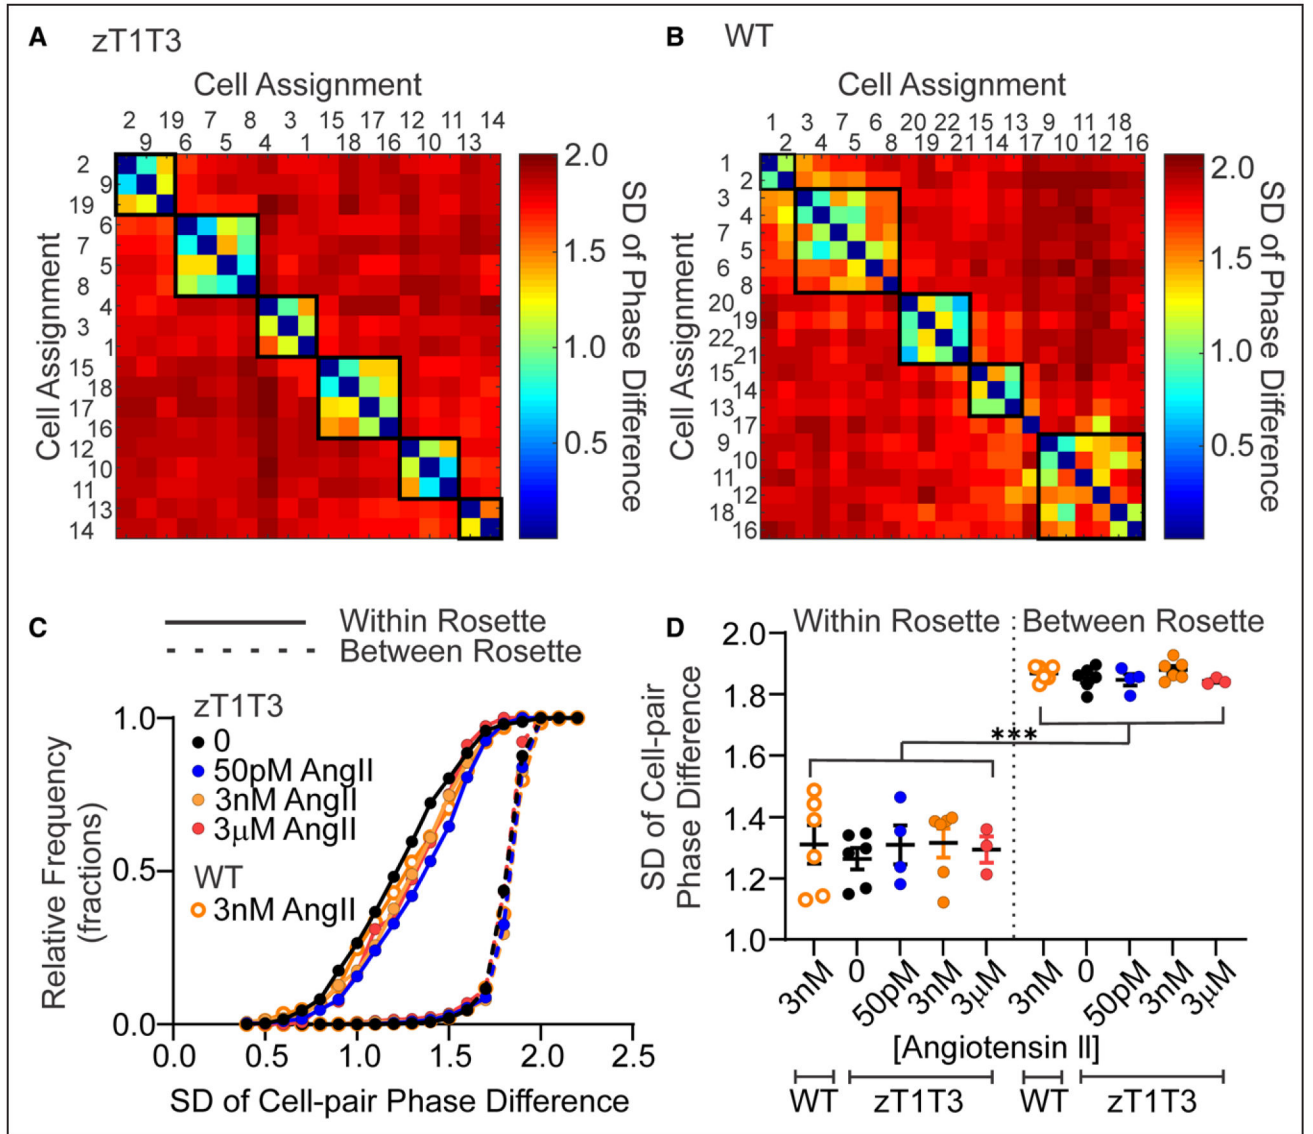 A zT1T3
Cell Assignment
2 19 7 8 3 15 17 12 11 14
9 6 5 4 1 18 16 10 13
Cell Assignment
2
9
19
6
7
5
8
4
3
1
15
18
17
16
12
10
11
13
14
2.0
1.5
1.0
0.5
SD of Phase Difference
B WT
Cell Assignment
1 3 7 6 20 22 15 13 9 11 18
2 4 5 8 19 21 14 17 10 12 16
Cell Assignment
1
2
3
4
7
5
6
8
20
19
22
21
15
14
13
17
9
10
11
12
18
16
2.0
1.5
1.0
0.5
SD of Phase Difference
C
Within Rosette
Between Rosette
zT1T3
0
50pM AngII
3nM AngII
3μM AngII
WT
3nM AngII
Relative Frequency
(fractions)
1.0
0.5
0.0
0.0 0.5 1.0 1.5 2.0 2.5
SD of Cell-pair Phase Difference
D Within Rosette Between Rosette
SD of Cell-pair
Phase Difference
2.0
1.8
1.6
1.4
1.2
1.0
***
3nM 0 50pM 3nM 3μM 3nM 0 50pM 3nM 3μM
[Angiotensin II]
WT zT1T3 WT zT1T3